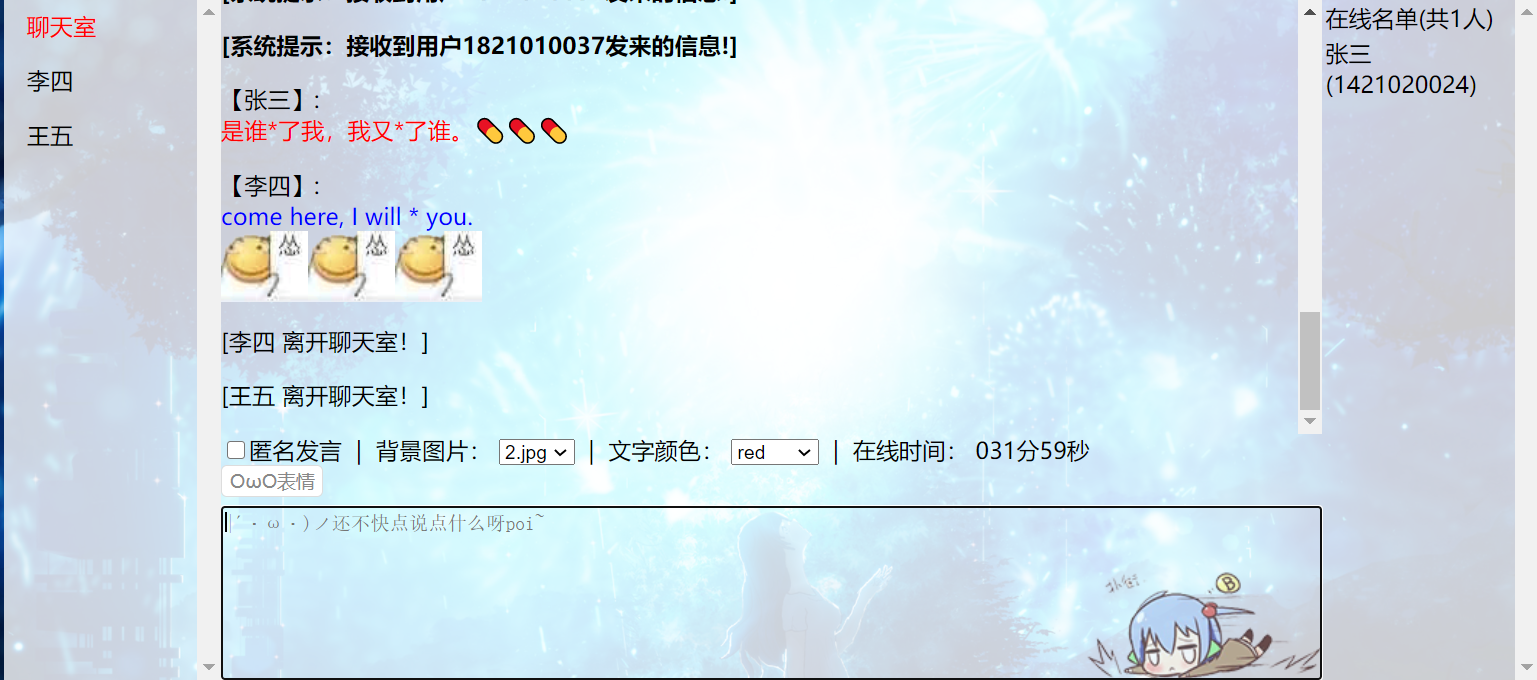 聊天室
李四
王五
[系统提示：接收到用户1821010037发来的信息!]
【张三】:
是谁*了我，我又*了谁。
【李四】:
come here, I will * you.
怂 怂 怂
[李四 离开聊天室！]
[王五 离开聊天室！]
匿名发言 | 背景图片： 2.jpg | 文字颜色： red | 在线时间： 031分59秒
OωO表情
´・ω・)ノ还不快点说点什么呀poi~
B
在线名单(共1人)
张三
(1421020024)